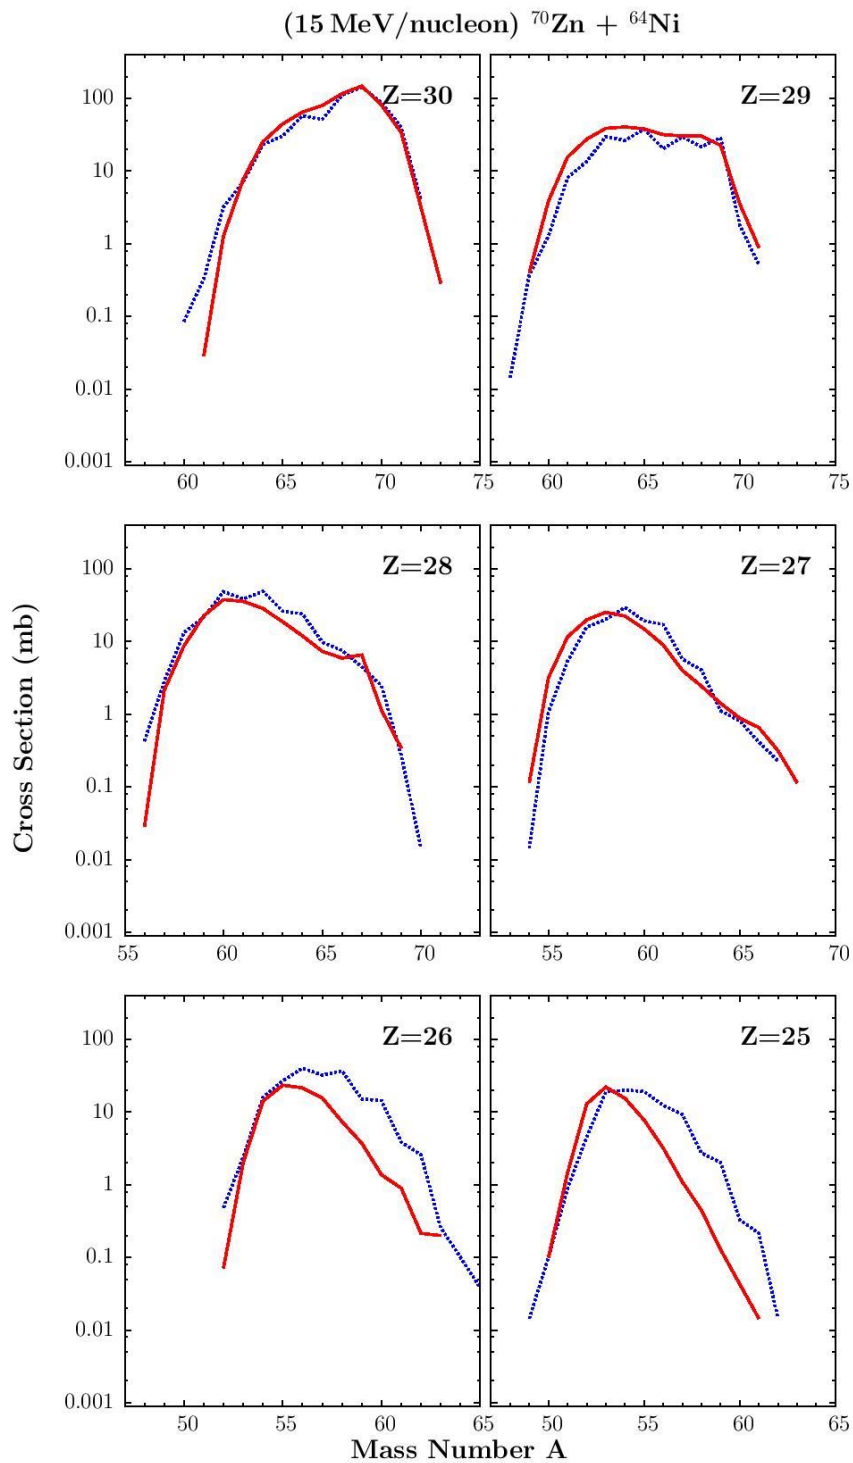 (15 MeV/nucleon) ⁷⁰Zn + ⁶⁴Ni
Z=30
Z=29
100
10
1
0.1
0.01
0.001
60 65 70 75 60 65 70 75
Z=28
Z=27
100
10
1
0.1
0.01
0.001
55 60 65 70 55 60 65 70
Cross Section (mb)
Z=26
Z=25
100
10
1
0.1
0.01
0.001
50 55 60 65 50 55 60 65
Mass Number A